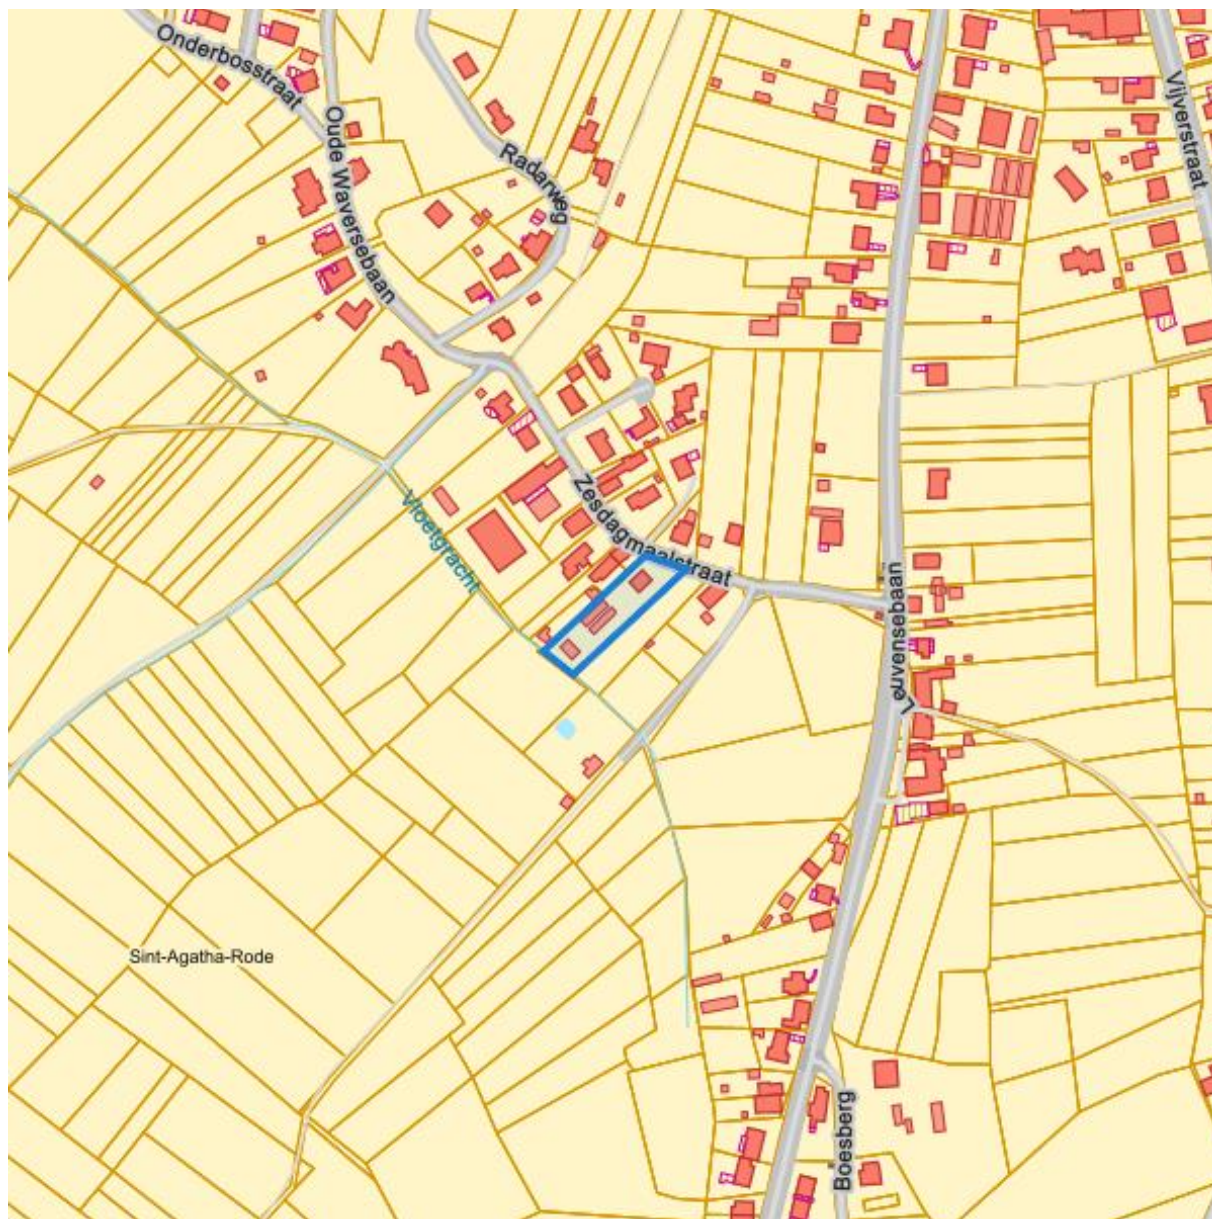 Onderbosstraat
Oude Waversebaan
Radarweg
Vijverstraat
Vloetgracht
Zesdagmaalstraat
Leuvensebaan
Sint-Agatha-Rode
Boesberg